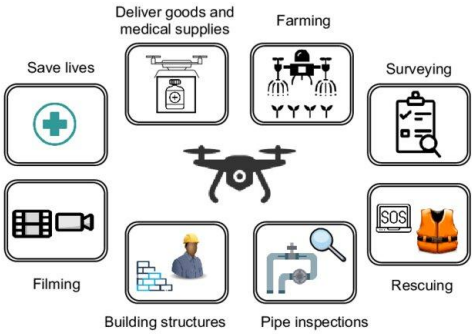 Deliver goods and
medical supplies
Farming
Save lives
Surveying
SOS
Filming
Rescuing
Building structures
Pipe inspections